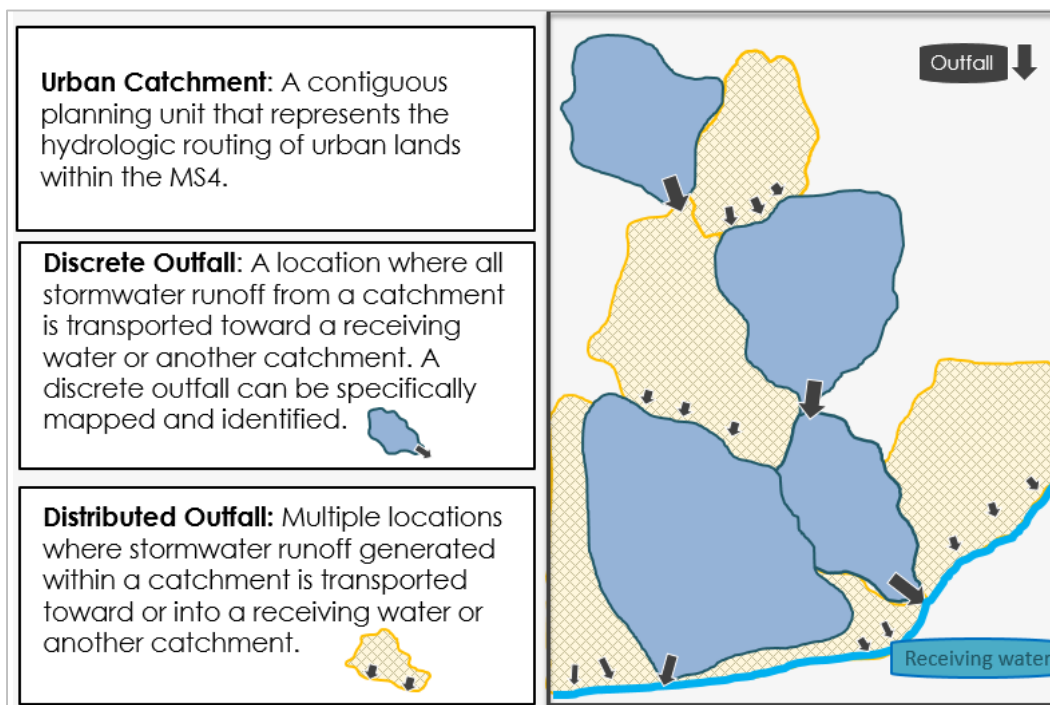 Urban Catchment: A contiguous
planning unit that represents the
hydrologic routing of urban lands
within the MS4.
Discrete Outfall: A location where all
stormwater runoff from a catchment
is transported toward a receiving
water or another catchment. A
discrete outfall can be specifically
mapped and identified.
Distributed Outfall: Multiple locations
where stormwater runoff generated
within a catchment is transported
toward or into a receiving water or
another catchment.
Outfall
Receiving water